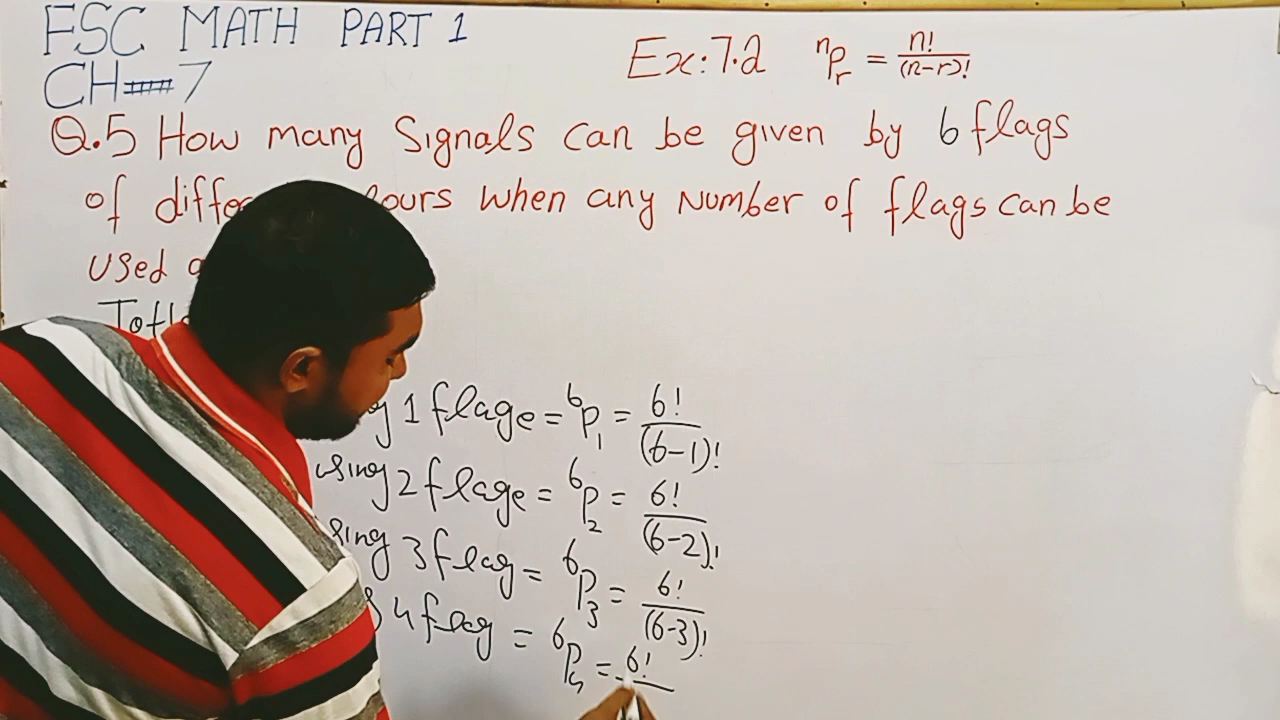 FSC MATH PART 1
Ex: 7.2 ⁿPᵣ = n!/(n-r)!
CH 7
Q.5 How many Signals can be given by 6 flags
of colours when any Number of flags can be
used
1 flage = ⁶P₁ = 6!/(6-1)!
using 2 flage = ⁶P₂ = 6!/(6-2)!
using 3 flag = ⁶P₃ = 6!/(6-3)!
4 flag = ⁶P₄ = 6!